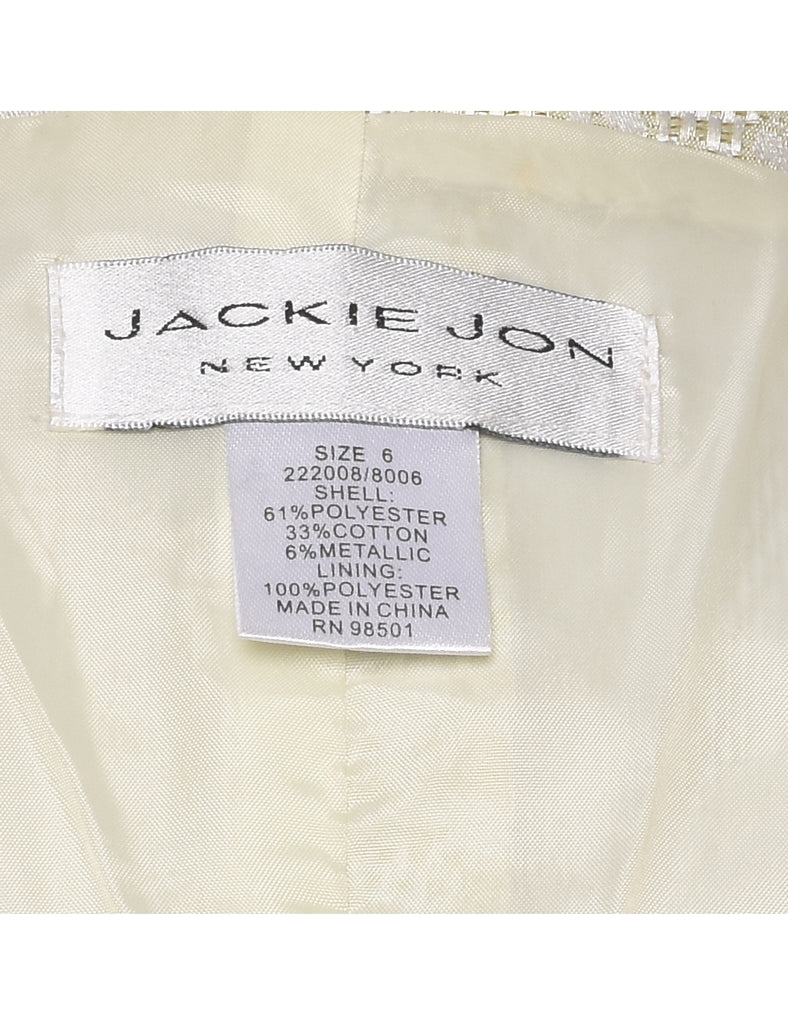 JACKIE JON
NEW YORK
SIZE 6
222008/8006
SHELL:
61%POLYESTER
33%COTTON
6%METALLIC
LINING:
100%POLYESTER
MADE IN CHINA
RN 98501